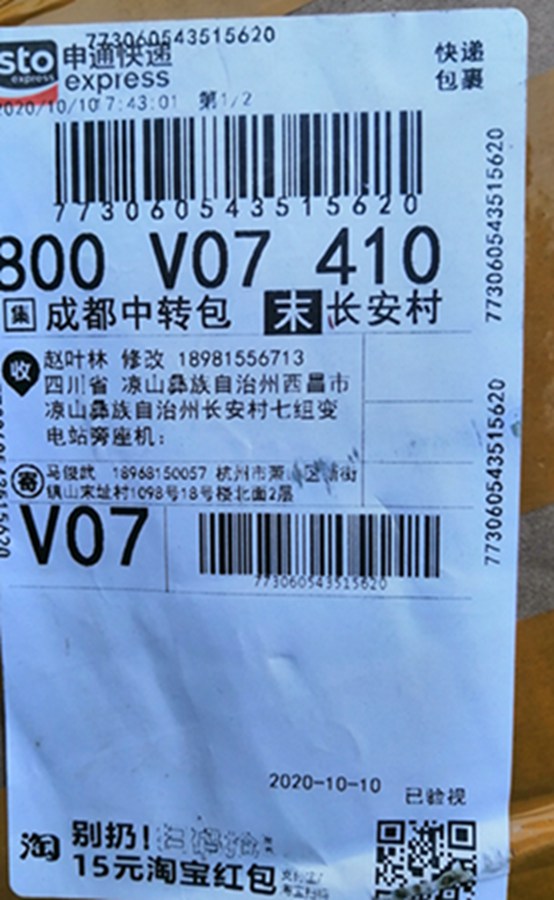 773060543515620
sto 申通快递
express express
快递
包裹
2020/10/10 7:43:01 第1/2
773060543515620
773060543515620
800 V07 410
集 成都中转包 末 长安村
收 赵叶林 修改 18981556713
四川省 凉山彝族自治州西昌市
凉山彝族自治州长安村七组变
电站旁座机:
773060543515620
寄 马俊武 18968150057 杭州市萧山区 街
镇山末址村1098号18号楼北面2层
V07
773060543515620
2020-10-10 已验视
淘 别扔!
15元淘宝红包